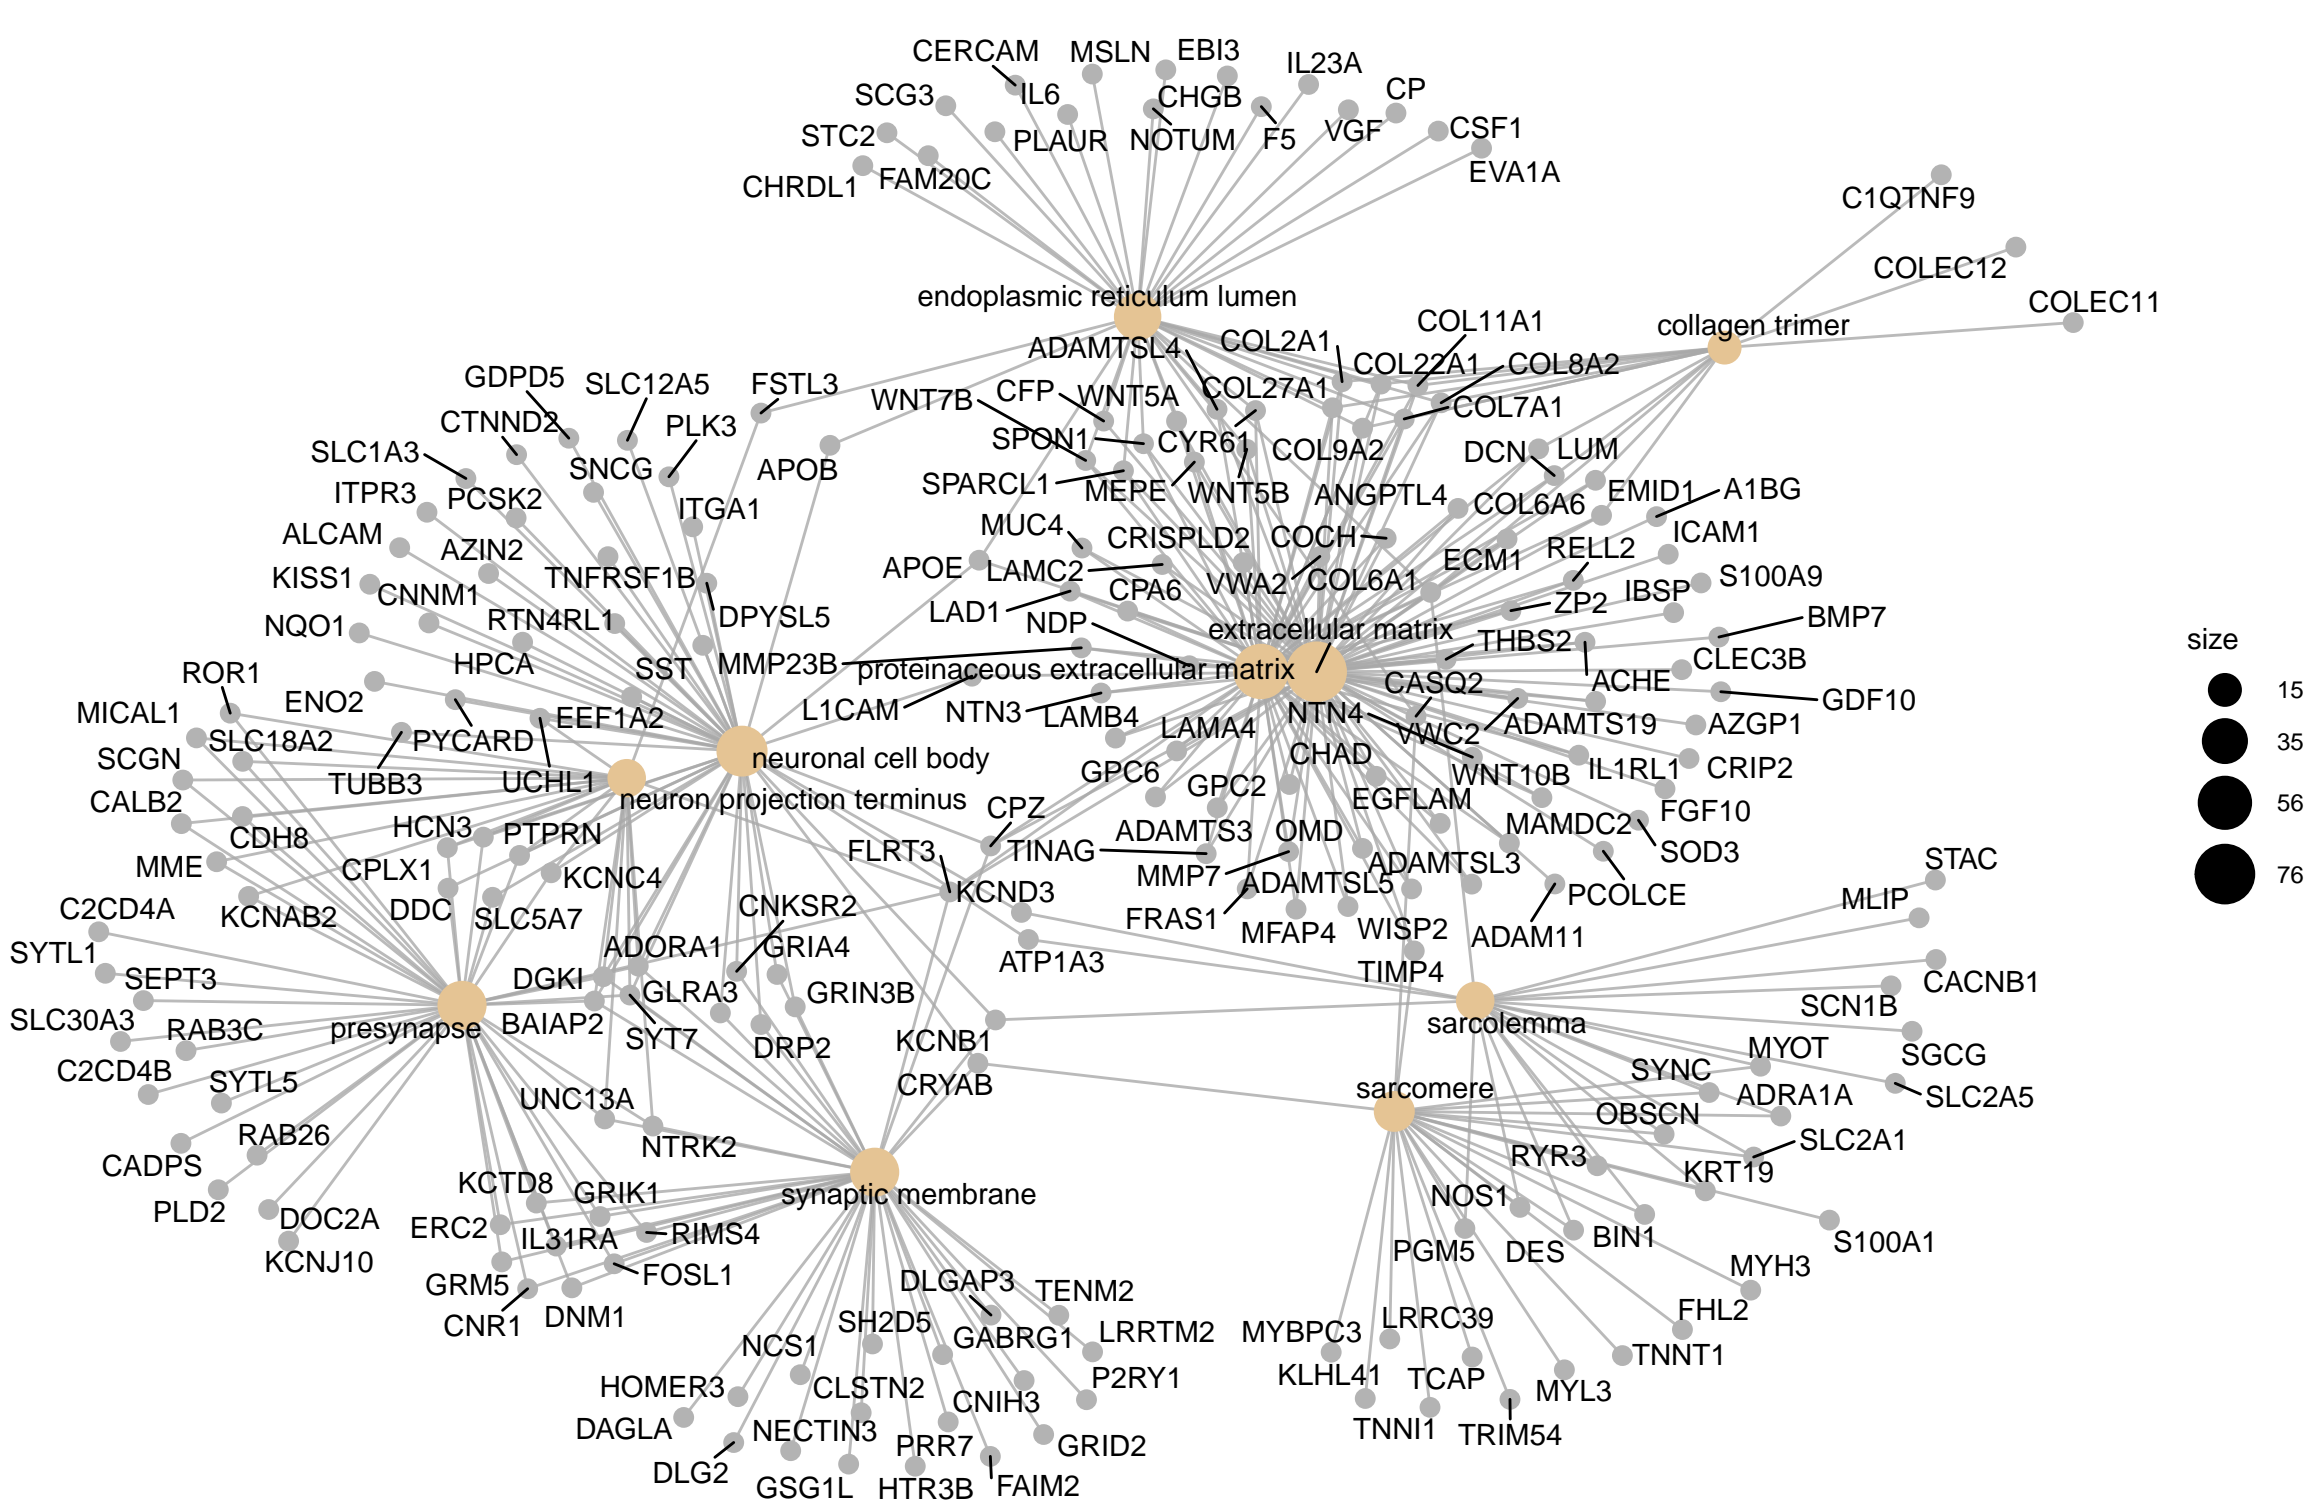 CERCAM
MSLN
EBI3
IL23A
SCG3
IL6
CHGB
CP
STC2
PLAUR
NOTUM
F5
VGF
CSF1
CHRDL1
FAM20C
EVA1A
C1QTNF9
COLEC12
endoplasmic reticulum lumen
COLEC11
COL11A1
collagen trimer
ADAMTSL4
COL2A1
COL22A1
COL8A2
GDPD5
SLC12A5
FSTL3
WNT7B
CFP
WNT5A
COL27A1
COL7A1
CTNND2
PLK3
SLC1A3
SNCG
APOB
SPON1
CYR61
COL9A2
DCN
LUM
ITPR3
PCSK2
SPARCL1
MEPE
WNT5B
ANGPTL4
COL6A6
EMID1
A1BG
ITGA1
ALCAM
AZIN2
MUC4
CRISPLD2
COCH
ECM1
RELL2
ICAM1
KISS1
CNNM1
TNFRSF1B
APOE
LAMC2
CPA6
VWA2
COL6A1
IBSP
S100A9
NQO1
RTN4RL1
DPYSL5
LAD1
NDP
ZP2
BMP7
extracellular matrix
THBS2
ROR1
HPCA
SST
MMP23B
proteinaceous extracellular matrix
CLEC3B
CASQ2
ACHE
GDF10
MICAL1
ENO2
EEF1A2
L1CAM
NTN3
LAMB4
LAMA4
NTN4
VWC2
ADAMTS19
AZGP1
SLC18A2
PYCARD
SCGN
TUBB3
UCHL1
neuronal cell body
GPC6
GPC2
CHAD
WNT10B
IL1RL1
CRIP2
size
15
35
56
76
CALB2
neuron projection terminus
CPZ
EGFLAM
FGF10
CDH8
HCN3
PTPRN
ADAMTS3
OMD
MAMDC2
SOD3
MME
CPLX1
KCNC4
FLRT3
TINAG
MMP7
ADAMTSL3
STAC
KCND3
ADAMTSL5
PCOLCE
MLIP
C2CD4A
KCNAB2
DDC
SLC5A7
CNKSR2
FRAS1
MFAP4
WISP2
ADAM11
SYTL1
SEPT3
ADORA1
GRIA4
ATP1A3
TIMP4
DGKI
GLRA3
GRIN3B
CACNB1
SCN1B
SLC30A3
RAB3C
presynapse
BAIAP2
SYT7
DRP2
KCNB1
sarcolemma
SGCG
C2CD4B
SYTL5
CRYAB
sarcomere
SYNC
MYOT
UNC13A
OBSCN
ADRA1A
SLC2A5
RAB26
NTRK2
SLC2A1
CADPS
RYR3
KRT19
PLD2
KCTD8
GRIK1
synaptic membrane
NOS1
DOC2A
ERC2
IL31RA
RIMS4
PGM5
DES
BIN1
S100A1
KCNJ10
GRM5
FOSL1
DLGAP3
TENM2
MYH3
CNR1
DNM1
SH2D5
GABRG1
LRRTM2
MYBPC3
LRRC39
FHL2
NCS1
TNNT1
HOMER3
CLSTN2
CNIH3
P2RY1
KLHL41
TCAP
MYL3
DAGLA
NECTIN3
PRR7
GRID2
TNNI1
TRIM54
DLG2
GSG1L
HTR3B
FAIM2